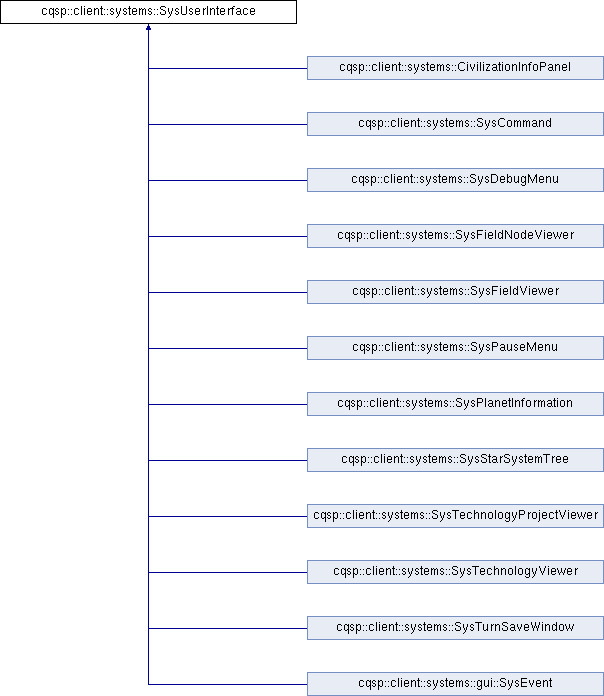 cqsp::client::systems::SysUserInterface
cqsp::client::systems::CivilizationInfoPanel
cqsp::client::systems::SysCommand
cqsp::client::systems::SysDebugMenu
cqsp::client::systems::SysFieldNodeViewer
cqsp::client::systems::SysFieldViewer
cqsp::client::systems::SysPauseMenu
cqsp::client::systems::SysPlanetInformation
cqsp::client::systems::SysStarSystemTree
cqsp::client::systems::SysTechnologyProjectViewer
cqsp::client::systems::SysTechnologyViewer
cqsp::client::systems::SysTurnSaveWindow
cqsp::client::systems::gui::SysEvent